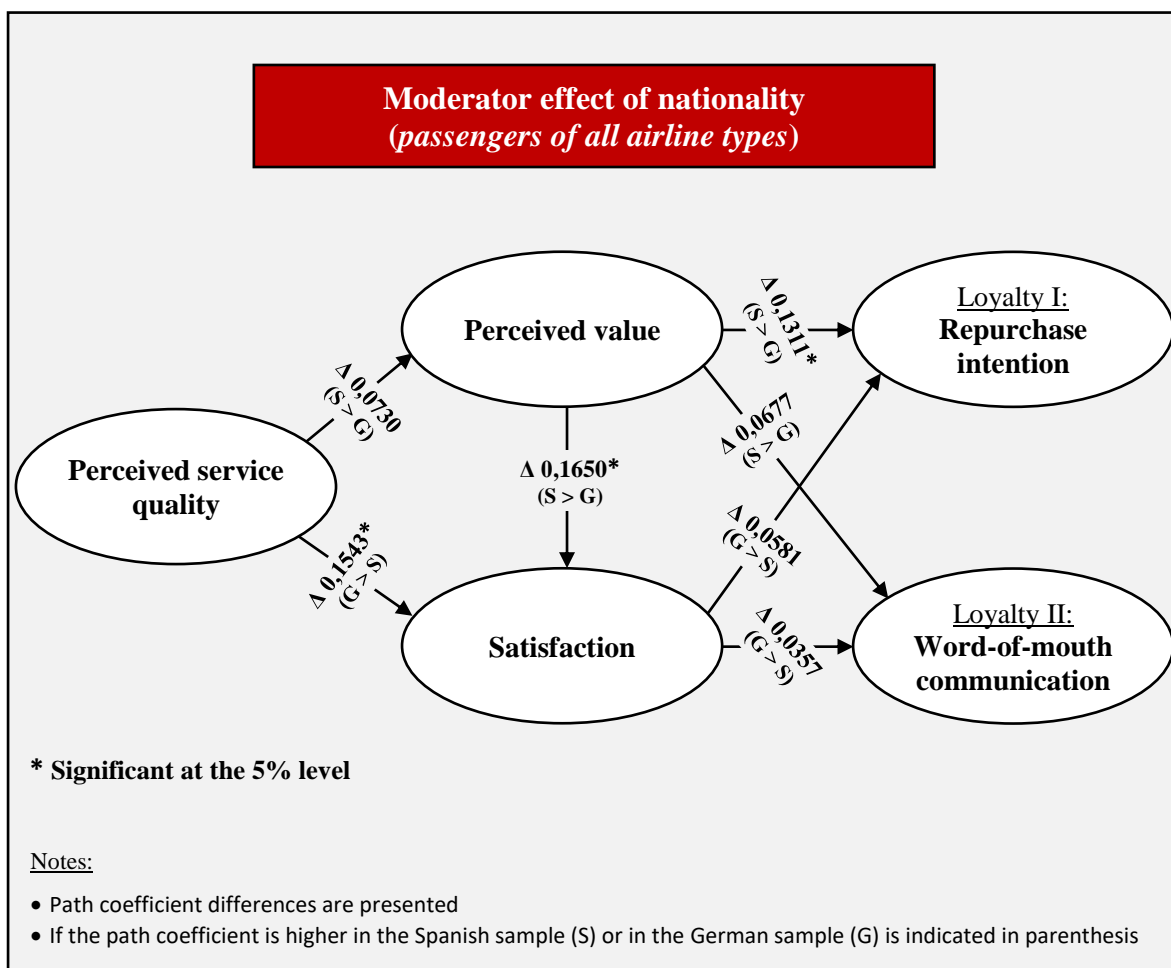 Moderator effect of nationality
(passengers of all airline types)
Perceived value
Loyalty I:
Repurchase
intention
Δ 0,1311*
(S > G)
Δ 0,0730
(S > G)
Δ 0,0677
(S > G)
Perceived service
quality
Δ 0,1650*
(S > G)
Δ 0,1543*
(G > S)
Δ 0,0581
(G > S)
Satisfaction
Δ 0,0357
(G > S)
Loyalty II:
Word-of-mouth
communication
* Significant at the 5% level
Notes:
• Path coefficient differences are presented
• If the path coefficient is higher in the Spanish sample (S) or in the German sample (G) is indicated in parenthesis